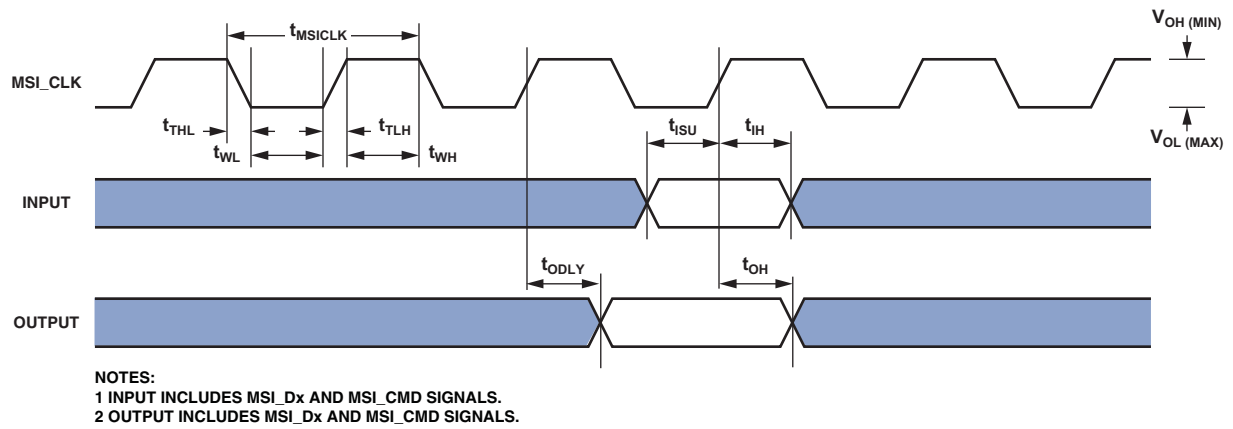 tMSICLK
VOH (MIN)
MSI_CLK
tTHL
tTLH
tISU
tIH
VOL (MAX)
tWL
tWH
INPUT
tODLY
tOH
OUTPUT
NOTES:
1 INPUT INCLUDES MSI_Dx AND MSI_CMD SIGNALS.
2 OUTPUT INCLUDES MSI_Dx AND MSI_CMD SIGNALS.